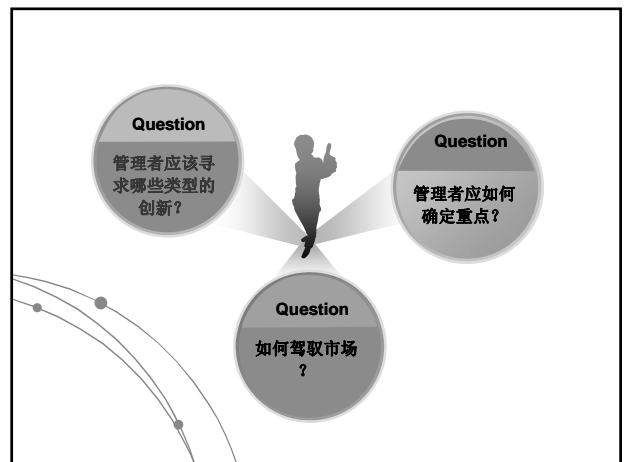 Question
管理者应该寻
求哪些类型的
创新?
Question
管理者应如何
确定重点?
Question
如何驾驭市场
?